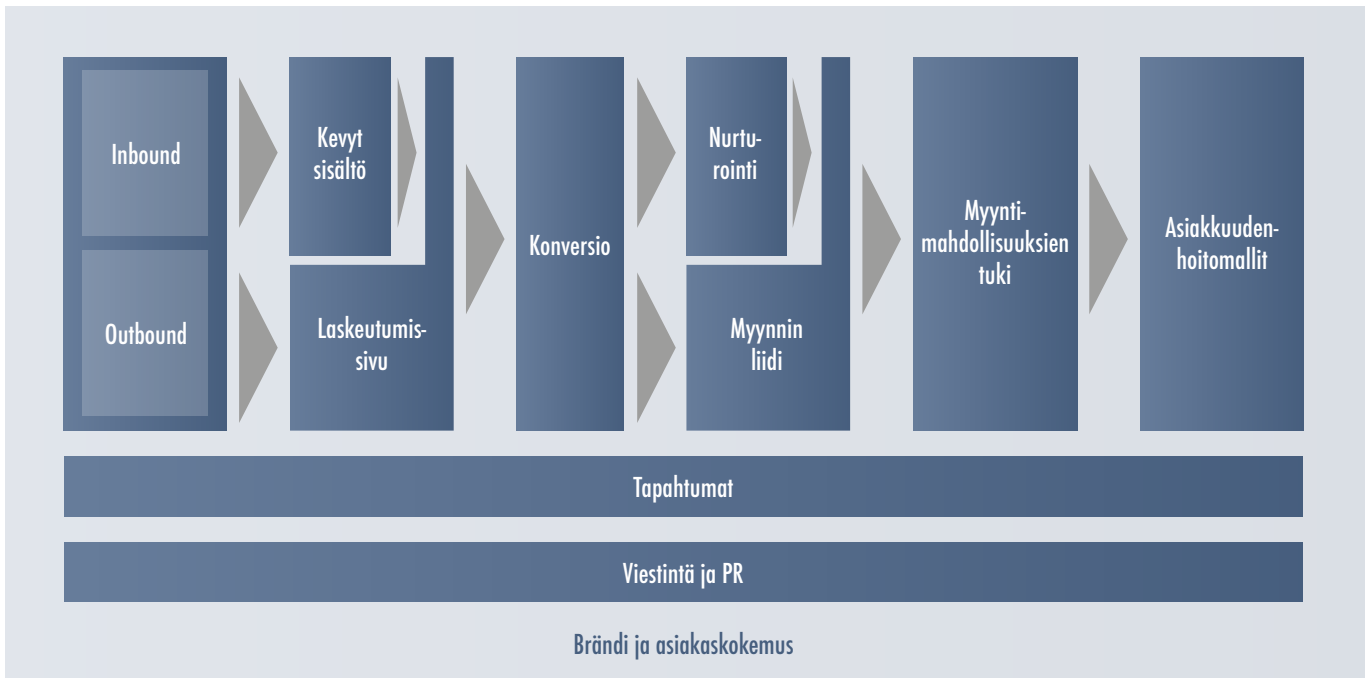 Inbound
Outbound
Kevyt
sisältö
Laskeutumis-
sivu
Konversio
Nurtu-
rointi
Myynnin
liidi
Myynti-
mahdollisuuksien
tuki
Asiakkuuden-
hoitomallit
Tapahtumat
Viestintä ja PR
Brändi ja asiakaskokemus